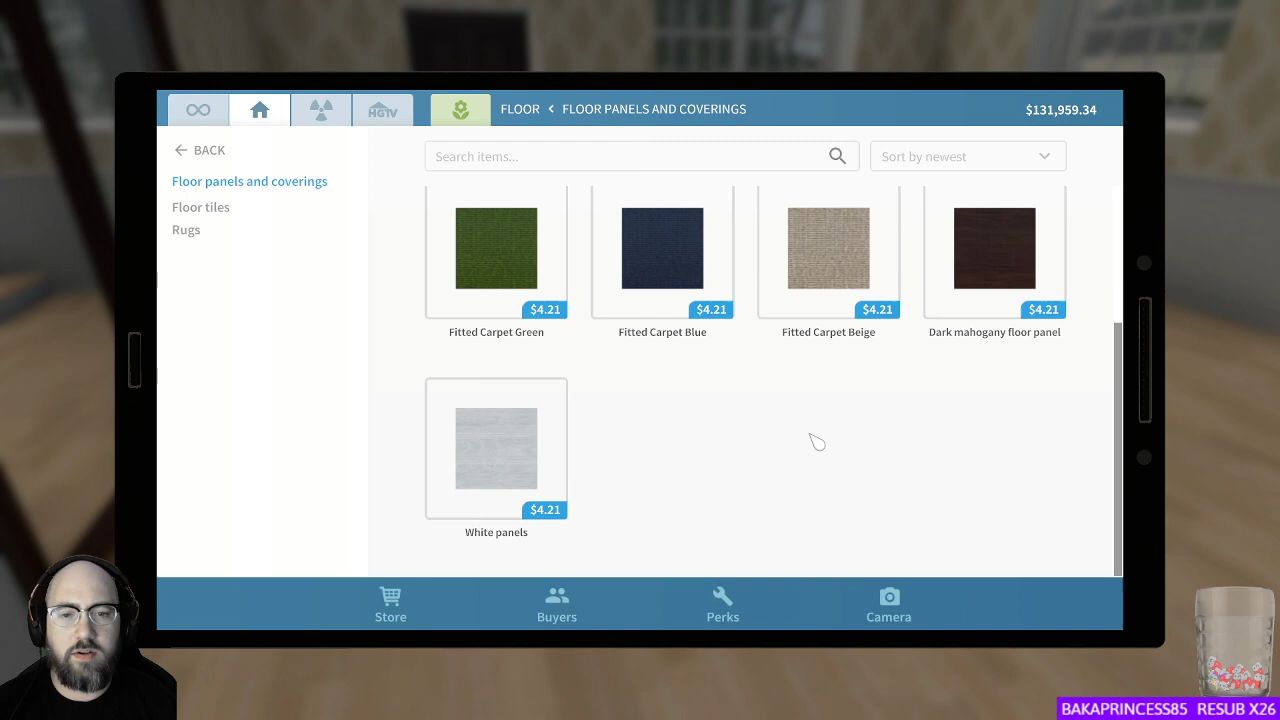 HGTV
FLOOR < FLOOR PANELS AND COVERINGS
$131,959.34
← BACK
Floor panels and coverings
Floor tiles
Rugs
Search items...
Sort by newest
$4.21
$4.21
$4.21
$4.21
Fitted Carpet Green
Fitted Carpet Blue
Fitted Carpet Beige
Dark mahogany floor panel
$4.21
White panels
Store
Buyers
Perks
Camera
BAKAPRINCESS85 RESUB X26